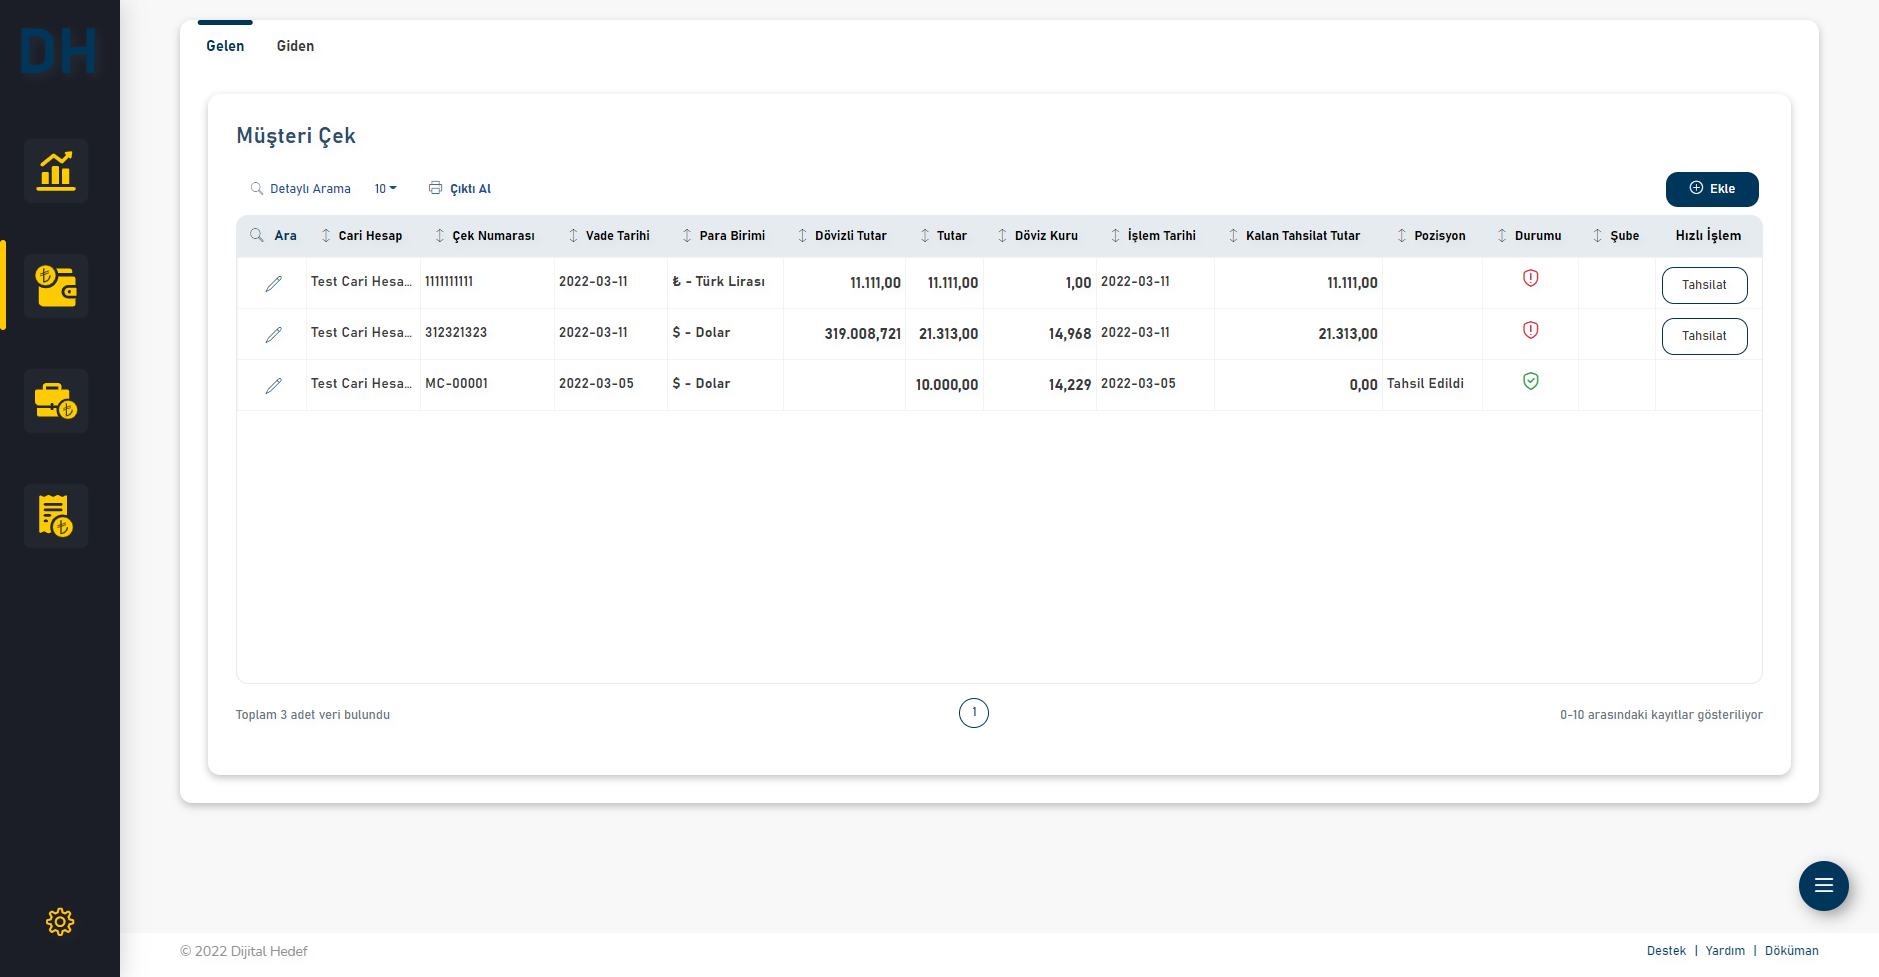 DH
Gelen Giden
Müşteri Çek
Detaylı Arama 10 Çıktı Al Ekle
Ara Cari Hesap Çek Numarası Vade Tarihi Para Birimi Dövizli Tutar Tutar Döviz Kuru İşlem Tarihi Kalan Tahsilat Tutar Pozisyon Durumu Şube Hızlı İşlem
Test Cari Hesa... 1111111111 2022-03-11 ₺ - Türk Lirası 11.111,00 11.111,00 1,00 2022-03-11 11.111,00 Tahsilat
Test Cari Hesa... 312321323 2022-03-11 $ - Dolar 319.008,721 21.313,00 14,968 2022-03-11 21.313,00 Tahsilat
Test Cari Hesa... MC-00001 2022-03-05 $ - Dolar 10.000,00 14,229 2022-03-05 0,00 Tahsil Edildi
Toplam 3 adet veri bulundu 1 0-10 arasındaki kayıtlar gösteriliyor
© 2022 Dijital Hedef Destek | Yardım | Döküman